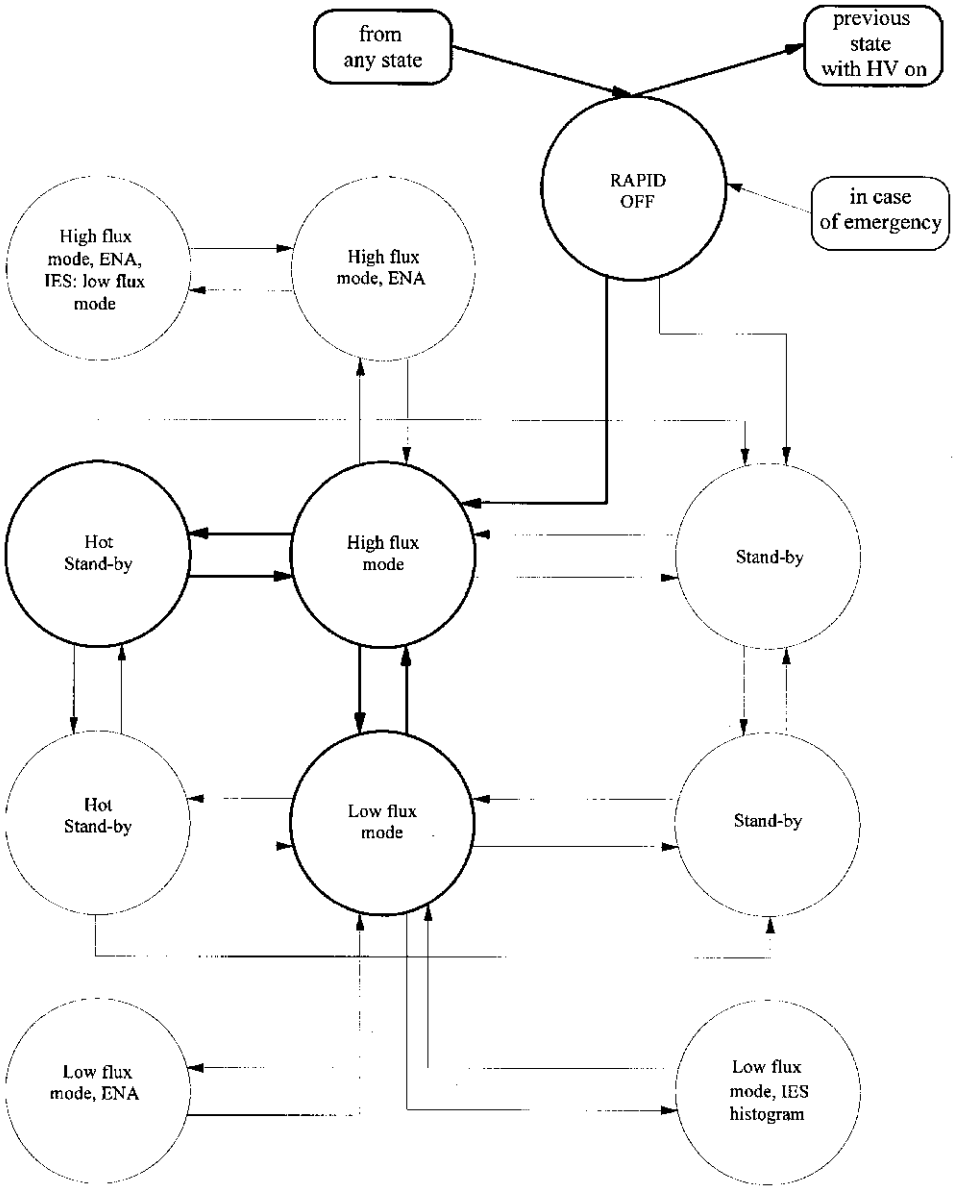 from
any state
previous
state
with HV on
RAPID
OFF
in case
of emergency
High flux
mode, ENA,
IES: low flux
mode
High flux
mode, ENA
Hot
Stand-by
High flux
mode
Stand-by
Hot
Stand-by
Low flux
mode
Stand-by
Low flux
mode, ENA
Low flux
mode, IES
histogram